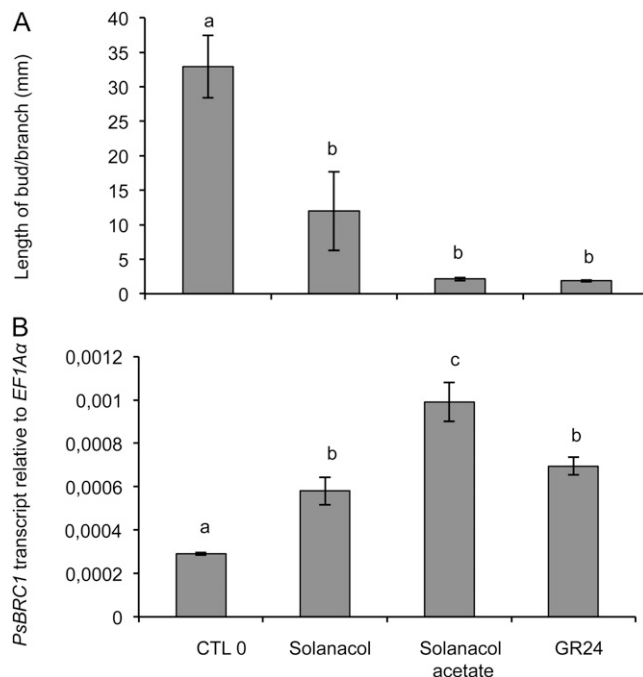 A
Length of bud/branch (mm)
40
35
30
25
20
15
10
5
0
a
b
b
b
B
PsBRC1 transcript relative to EF1Aα
0,0012
0,001
0,0008
0,0006
0,0004
0,0002
0
a
b
c
b
CTL 0
Solanacol
Solanacol
acetate
GR24